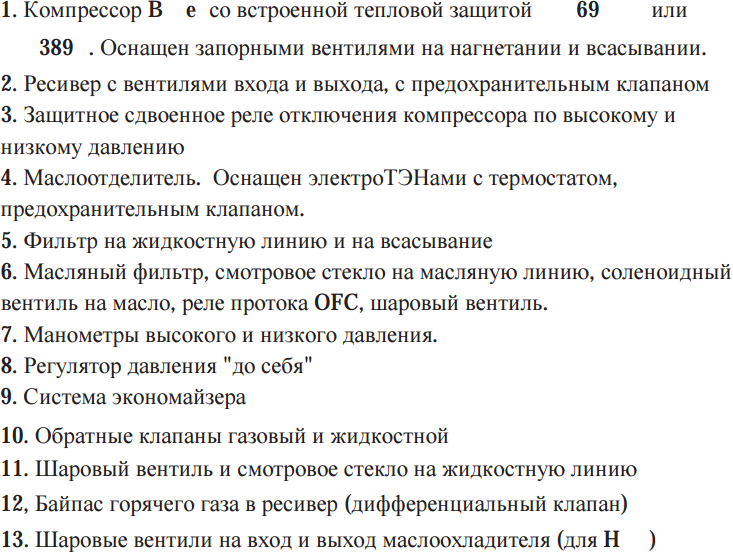 1. Компрессор В е со встроенной тепловой защитой 69 или
389 . Оснащен запорными вентилями на нагнетании и всасывании.
2. Ресивер с вентилями входа и выхода, с предохранительным клапаном
3. Защитное сдвоенное реле отключения компрессора по высокому и
низкому давлению
4. Маслоотделитель. Оснащен электроТЭНами с термостатом,
предохранительным клапаном.
5. Фильтр на жидкостную линию и на всасывание
6. Масляный фильтр, смотровое стекло на масляную линию, соленоидный
вентиль на масло, реле протока OFC, шаровый вентиль.
7. Манометры высокого и низкого давления.
8. Регулятор давления "до себя"
9. Система экономайзера
10. Обратные клапаны газовый и жидкостной
11. Шаровый вентиль и смотровое стекло на жидкостную линию
12, Байпас горячего газа в ресивер (дифференциальный клапан)
13. Шаровые вентили на вход и выход маслоохладителя (для Н )